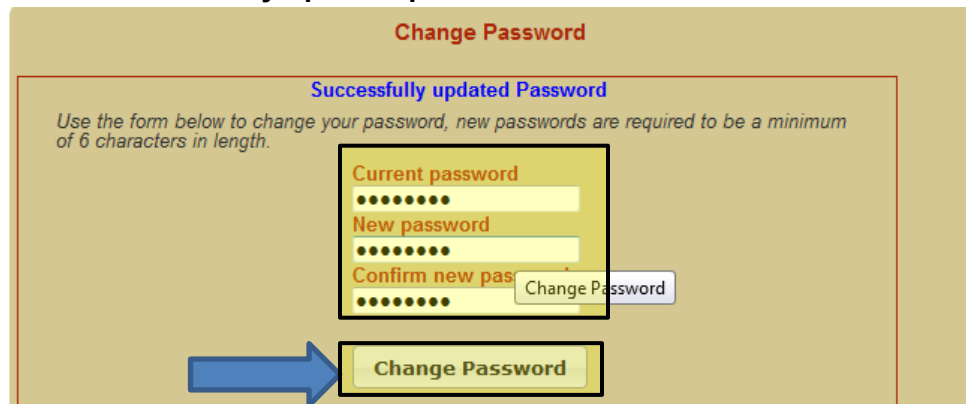 Change Password
Successfully updated Password
Use the form below to change your password, new passwords are required to be a minimum
of 6 characters in length.
Current password
••••••••
New password
••••••••
Confirm new
Change Password
••••••••
Change Password